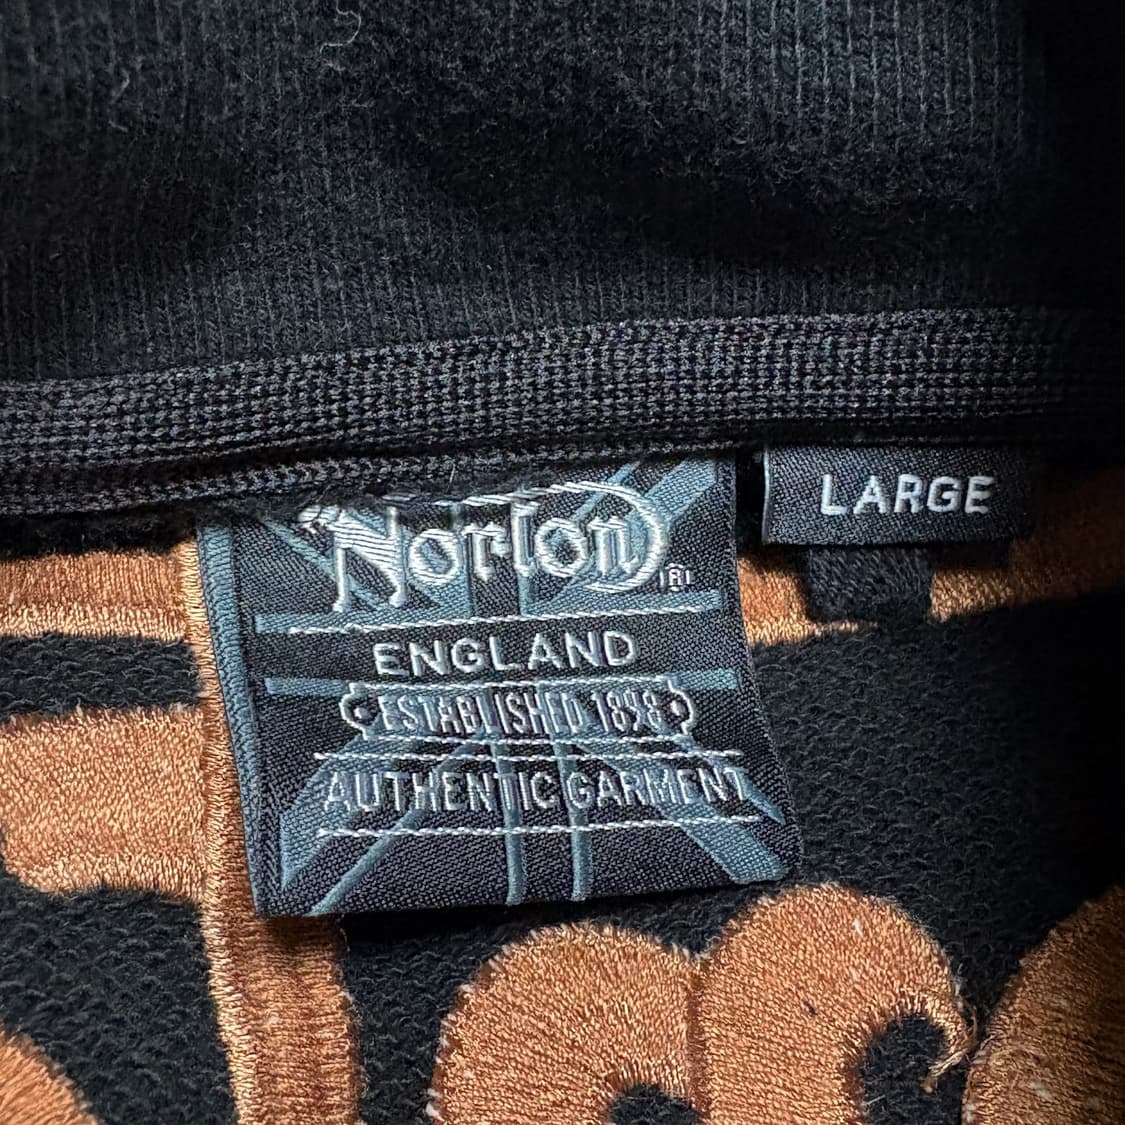 Norton ®
LARGE
ENGLAND
ESTABLISHED 1898
AUTHENTIC GARMENT